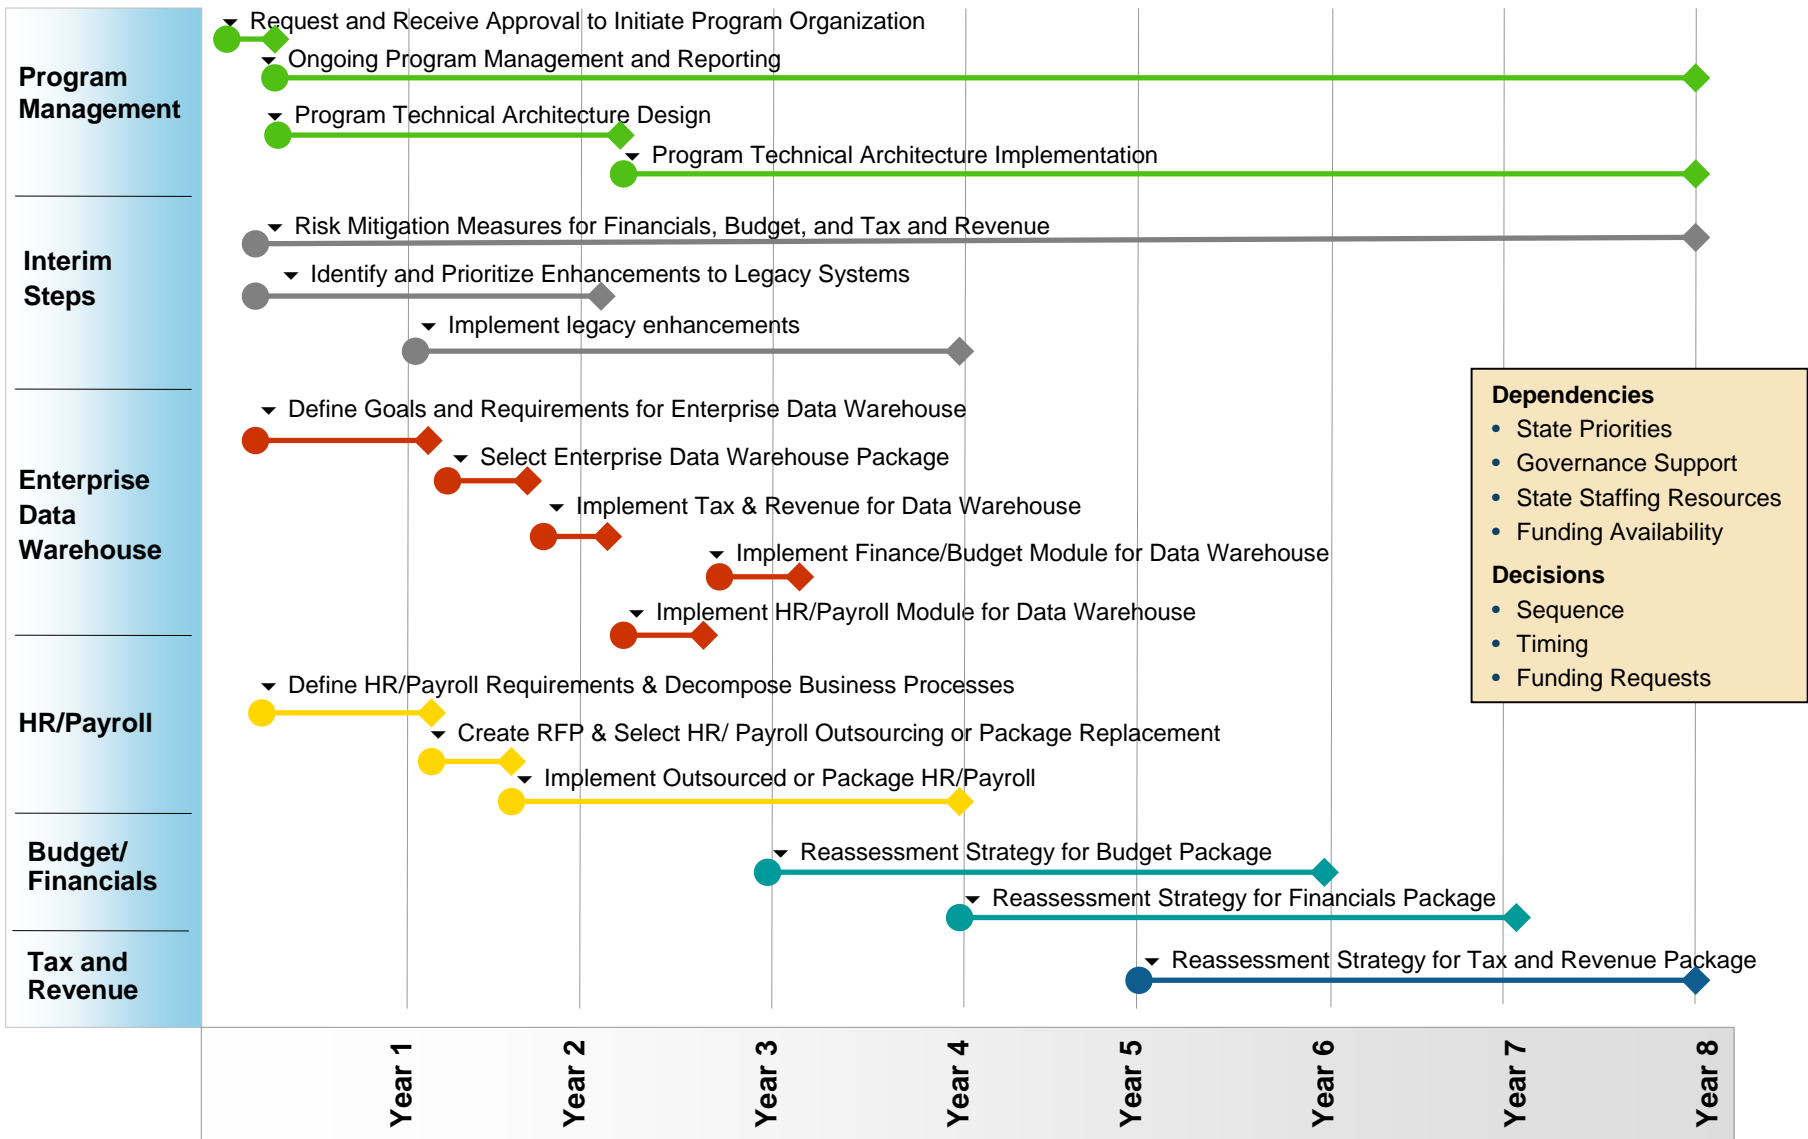 Program
Management
Request and Receive Approval to Initiate Program Organization
Ongoing Program Management and Reporting
Program Technical Architecture Design
Program Technical Architecture Implementation
Interim
Steps
Risk Mitigation Measures for Financials, Budget, and Tax and Revenue
Identify and Prioritize Enhancements to Legacy Systems
Implement legacy enhancements
Enterprise
Data
Warehouse
Define Goals and Requirements for Enterprise Data Warehouse
Select Enterprise Data Warehouse Package
Implement Tax & Revenue for Data Warehouse
Implement Finance/Budget Module for Data Warehouse
Implement HR/Payroll Module for Data Warehouse
HR/Payroll
Define HR/Payroll Requirements & Decompose Business Processes
Create RFP & Select HR/ Payroll Outsourcing or Package Replacement
Implement Outsourced or Package HR/Payroll
Budget/
Financials
Reassessment Strategy for Budget Package
Reassessment Strategy for Financials Package
Tax and
Revenue
Reassessment Strategy for Tax and Revenue Package
Dependencies
• State Priorities
• Governance Support
• State Staffing Resources
• Funding Availability
Decisions
• Sequence
• Timing
• Funding Requests
Year 1
Year 2
Year 3
Year 4
Year 5
Year 6
Year 7
Year 8